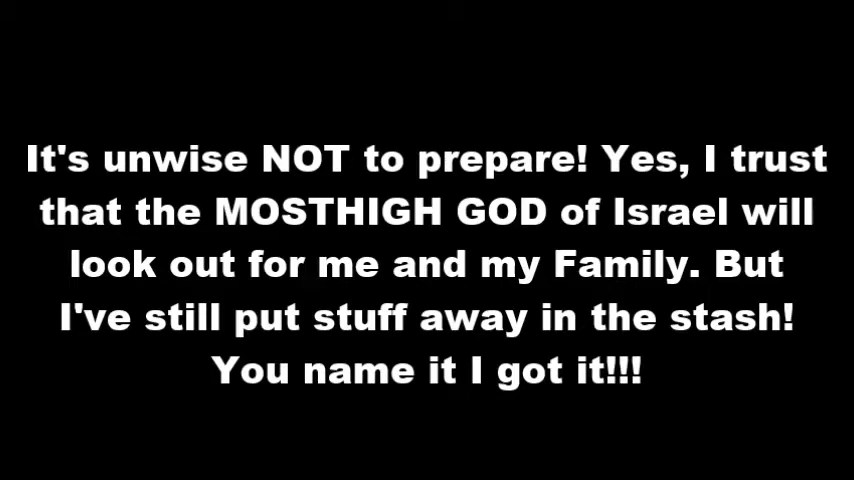 It's unwise NOT to prepare! Yes, I trust
that the MOSTHIGH GOD of Israel will
look out for me and my Family. But
I've still put stuff away in the stash!
You name it I got it!!!